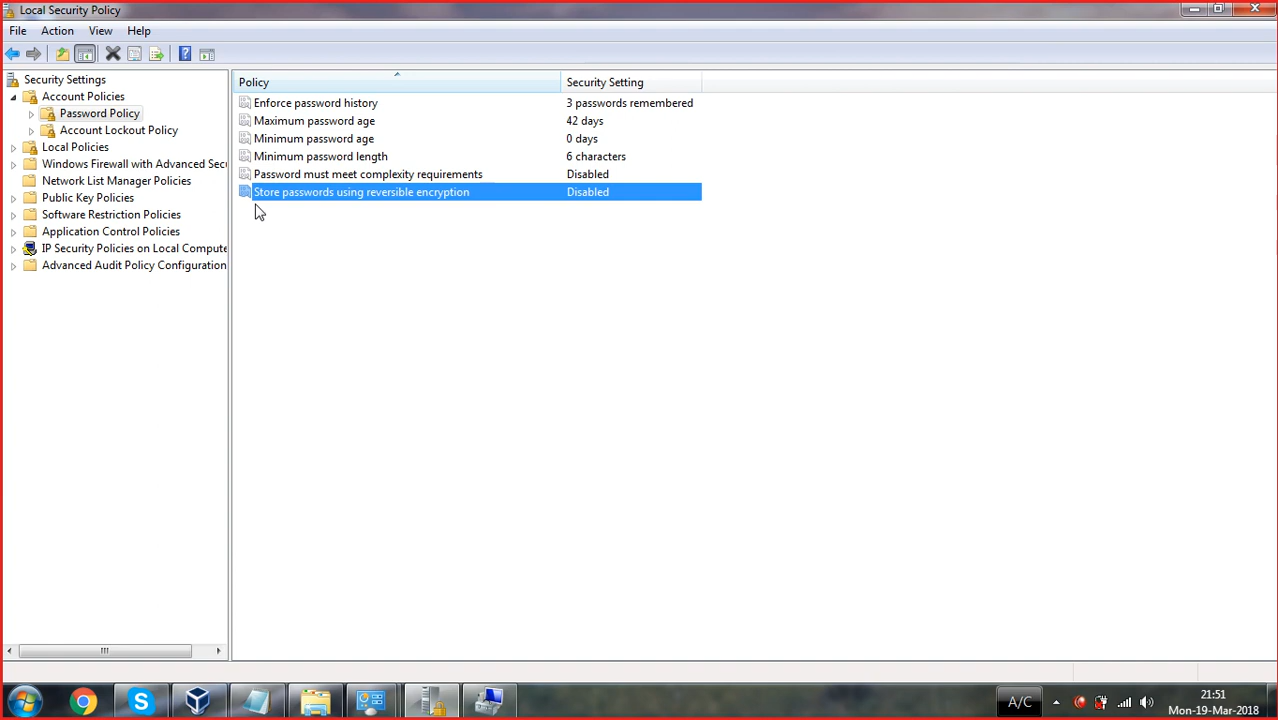 Local Security Policy
File Action View Help
Security Settings
Account Policies
Password Policy
Account Lockout Policy
Local Policies
Windows Firewall with Advanced Secu
Network List Manager Policies
Public Key Policies
Software Restriction Policies
Application Control Policies
IP Security Policies on Local Compute
Advanced Audit Policy Configuration
Policy Security Setting
Enforce password history 3 passwords remembered
Maximum password age 42 days
Minimum password age 0 days
Minimum password length 6 characters
Password must meet complexity requirements Disabled
Store passwords using reversible encryption Disabled
A/C
21:51
Mon-19-Mar-2018